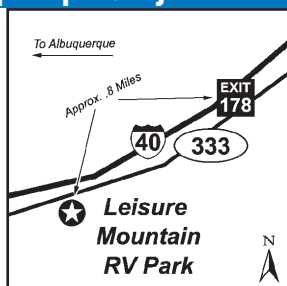 To Albuquerque
Approx. .8 Miles
EXIT
178
40
333
Leisure
Mountain
RV Park
N